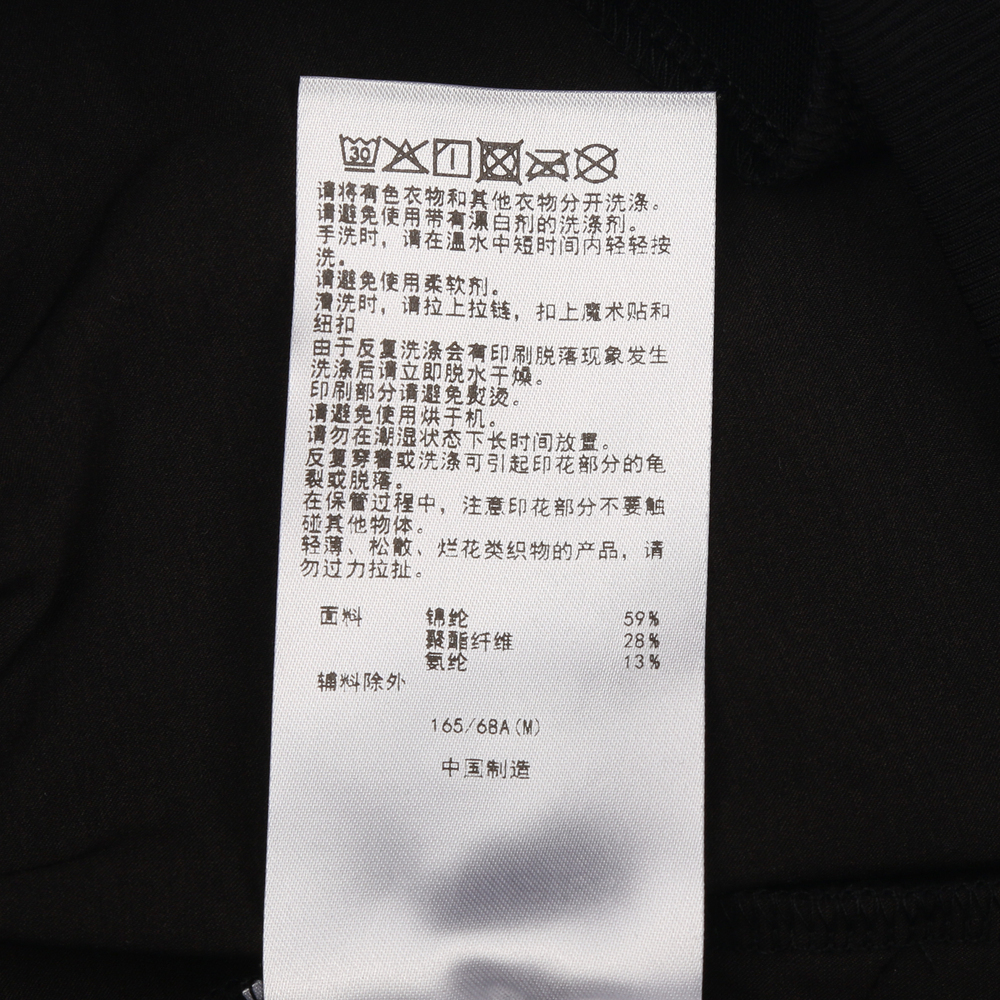 30
请将有色衣物和其他衣物分开洗涤。
请避免使用带有漂白剂的洗涤剂。
手洗时，请在温水中短时间内轻轻按
洗。
请避免使用柔软剂。
清洗时，请拉上拉链，扣上魔术贴和
纽扣
由于反复洗涤会有印刷脱落现象发生
洗涤后请立即脱水干燥。
印刷部分请避免熨烫。
请避免使用烘干机。
请勿在潮湿状态下长时间放置。
反复穿着或洗涤可引起印花部分的龟
裂或脱落。
在保管过程中，注意印花部分不要触
碰其他物体。
轻薄、松散、烂花类织物的产品，请
勿过力拉扯。
面料 锦纶 59%
聚酯纤维 28%
氨纶 13%
辅料除外
165/68A(M)
中国制造